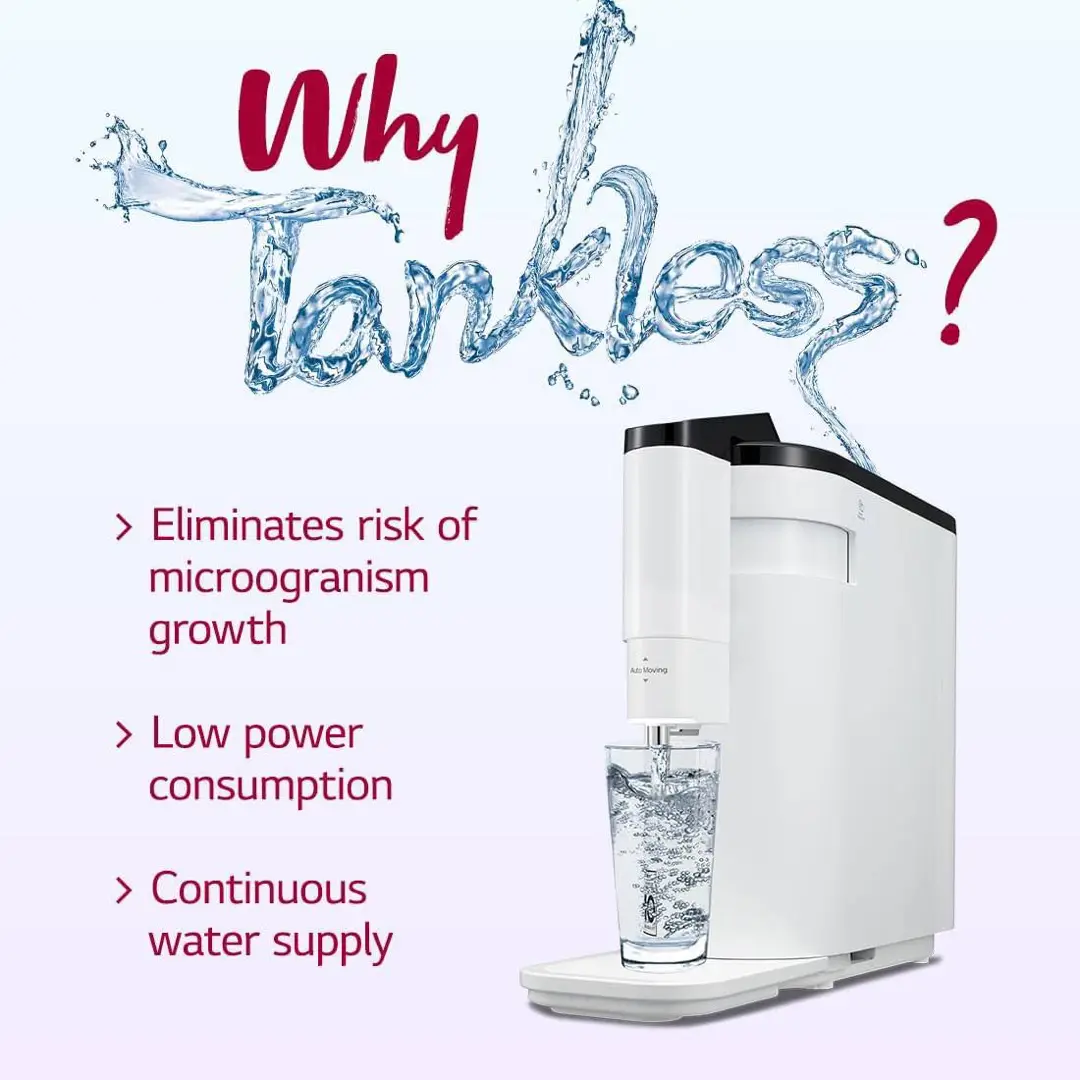 Why
Tankless?
> Eliminates risk of
microogranism
growth
> Low power
consumption
> Continuous
water supply
Auto Moving